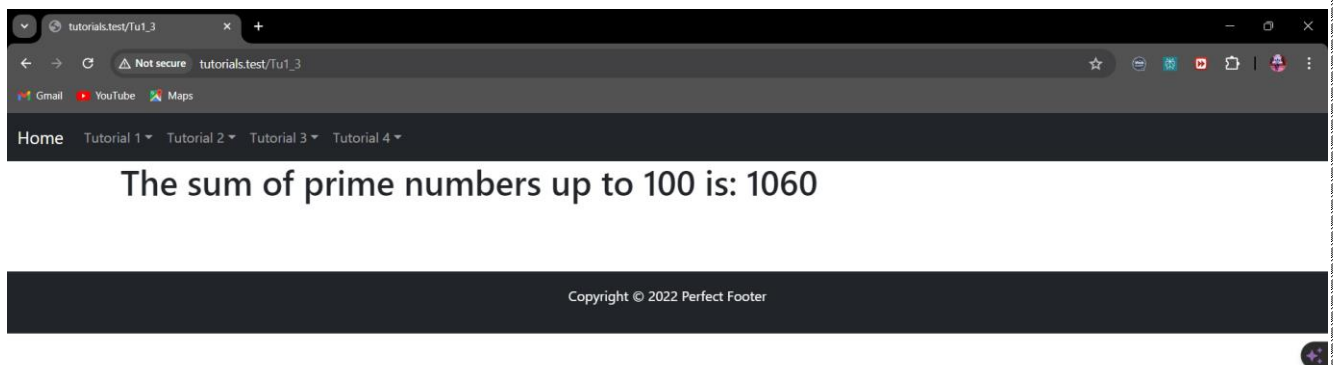 tutorials.test/Tu1_3
Not secure tutorials.test/Tu1_3
Gmail YouTube Maps
Home Tutorial 1 Tutorial 2 Tutorial 3 Tutorial 4
The sum of prime numbers up to 100 is: 1060
Copyright © 2022 Perfect Footer